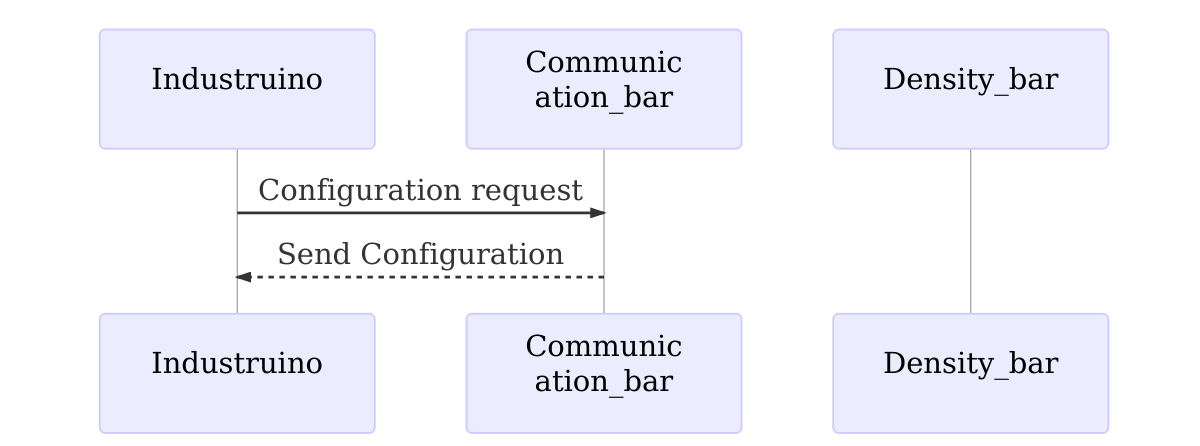 Industruino
Communic
ation_bar
Density_bar
Configuration request
Send Configuration
Industruino
Communic
ation_bar
Density_bar